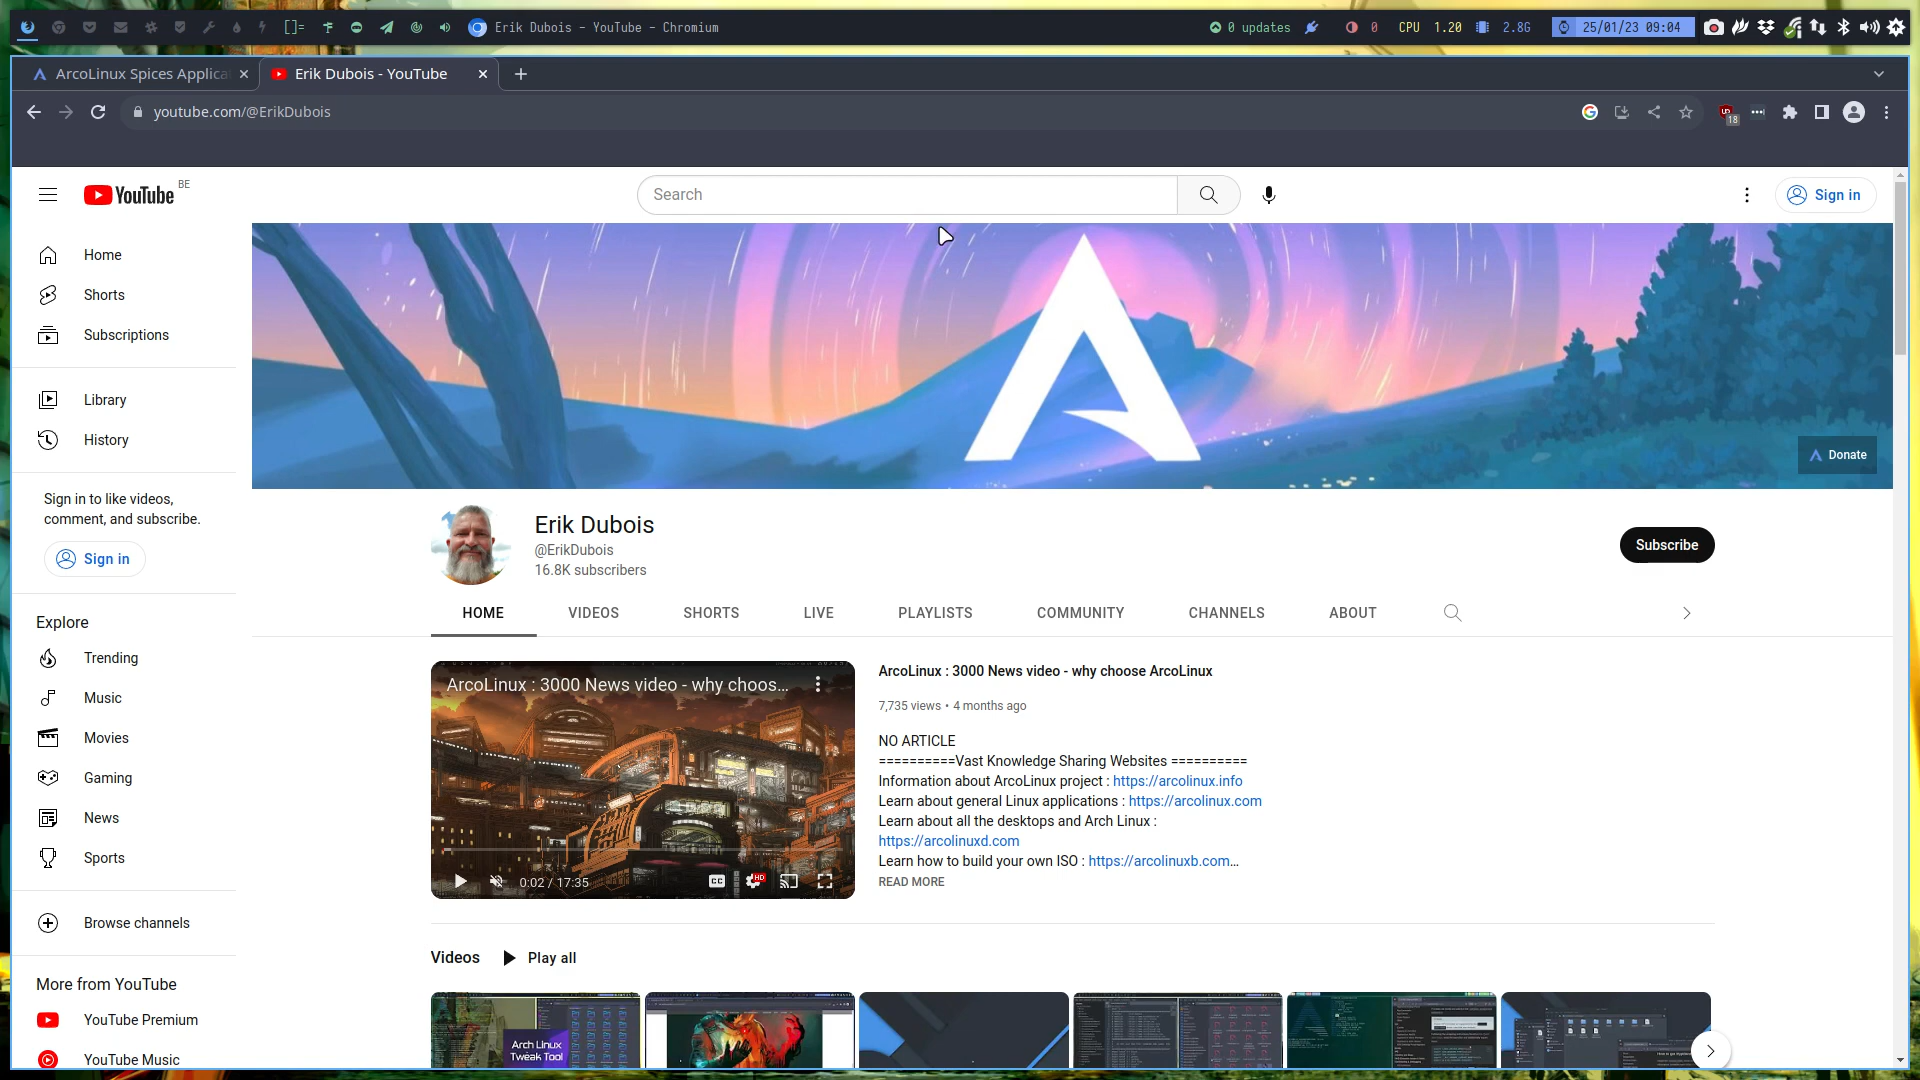 []=
Erik Dubois - YouTube - Chromium
0 updates
0
CPU 1.20
2.8G
25/01/23 09:04
ArcoLinux Spices Applica
Erik Dubois - YouTube
youtube.com/@ErikDubois
18
YouTube BE
Search
Sign in
Home
Shorts
Subscriptions
Library
History
Sign in to like videos,
comment, and subscribe.
Sign in
Explore
Trending
Music
Movies
Gaming
News
Sports
Browse channels
More from YouTube
YouTube Premium
YouTube Music
Donate
Erik Dubois
@ErikDubois
16.8K subscribers
Subscribe
HOME
VIDEOS
SHORTS
LIVE
PLAYLISTS
COMMUNITY
CHANNELS
ABOUT
ArcoLinux : 3000 News video - why choos...
0:02 / 17:35
CC
HD
ArcoLinux : 3000 News video - why choose ArcoLinux
7,735 views • 4 months ago
NO ARTICLE
==========Vast Knowledge Sharing Websites ==========
Information about ArcoLinux project : https://arcolinux.info
Learn about general Linux applications : https://arcolinux.com
Learn about all the desktops and Arch Linux :
https://arcolinuxd.com
Learn how to build your own ISO : https://arcolinuxb.com...
READ MORE
Videos
Play all
Arch Linux
Tweak Tool